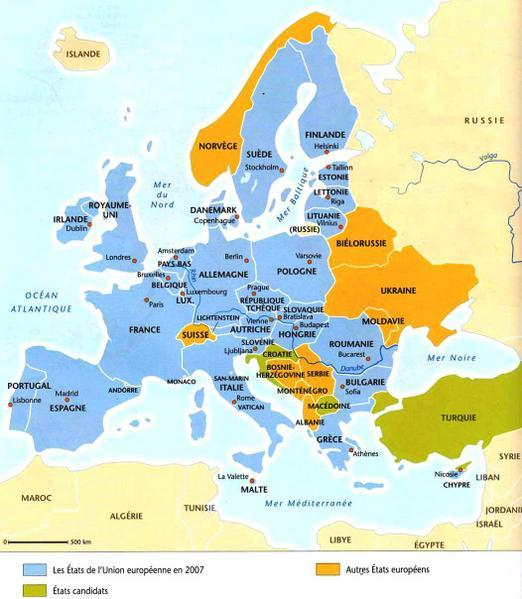 ISLANDE
RUSSIE
NORVÈGE
SUÈDE
Stockholm
FINLANDE
Helsinki
Volga
Tallinn
ESTONIE
LETTONIE
Riga
LITUANIE
Vilnius
(RUSSIE)
Mer Baltique
Mer
du
Nord
DANEMARK
Copenhague
ROYAUME-
UNI
IRLANDE
Dublin
Londres
BIÉLORUSSIE
Amsterdam
PAYS-BAS
Bruxelles
BELGIQUE
Luxembourg
LUX.
Rhin
Berlin
ALLEMAGNE
Varsovie
POLOGNE
UKRAINE
OCÉAN
ATLANTIQUE
Paris
FRANCE
Prague
RÉPUBLIQUE
TCHÈQUE
SLOVAQUIE
Vienne
Bratislava
LICHTENSTEIN
SUISSE
AUTRICHE
Budapest
HONGRIE
MOLDAVIE
SLOVÉNIE
Ljubljana
CROATIE
ROUMANIE
Bucarest
Danube
BOSNIE-
HERZÉGOVINE
SERBIE
MONTÉNÉGRO
BULGARIE
Sofia
MACÉDOINE
ALBANIE
Mer Noire
PORTUGAL
Lisbonne
Madrid
ESPAGNE
ANDORRE
MONACO
SAN-MARIN
ITALIE
Rome
VATICAN
GRÈCE
Athènes
TURQUIE
La Valette
MALTE
Mer Méditerranée
Nicosie
CHYPRE
SYRIE
LIBAN
JORDANIE
ISRAËL
MAROC
ALGÉRIE
TUNISIE
LIBYE
ÉGYPTE
0 500 km
Les États de l'Union européenne en 2007
Autres États européens
États candidats